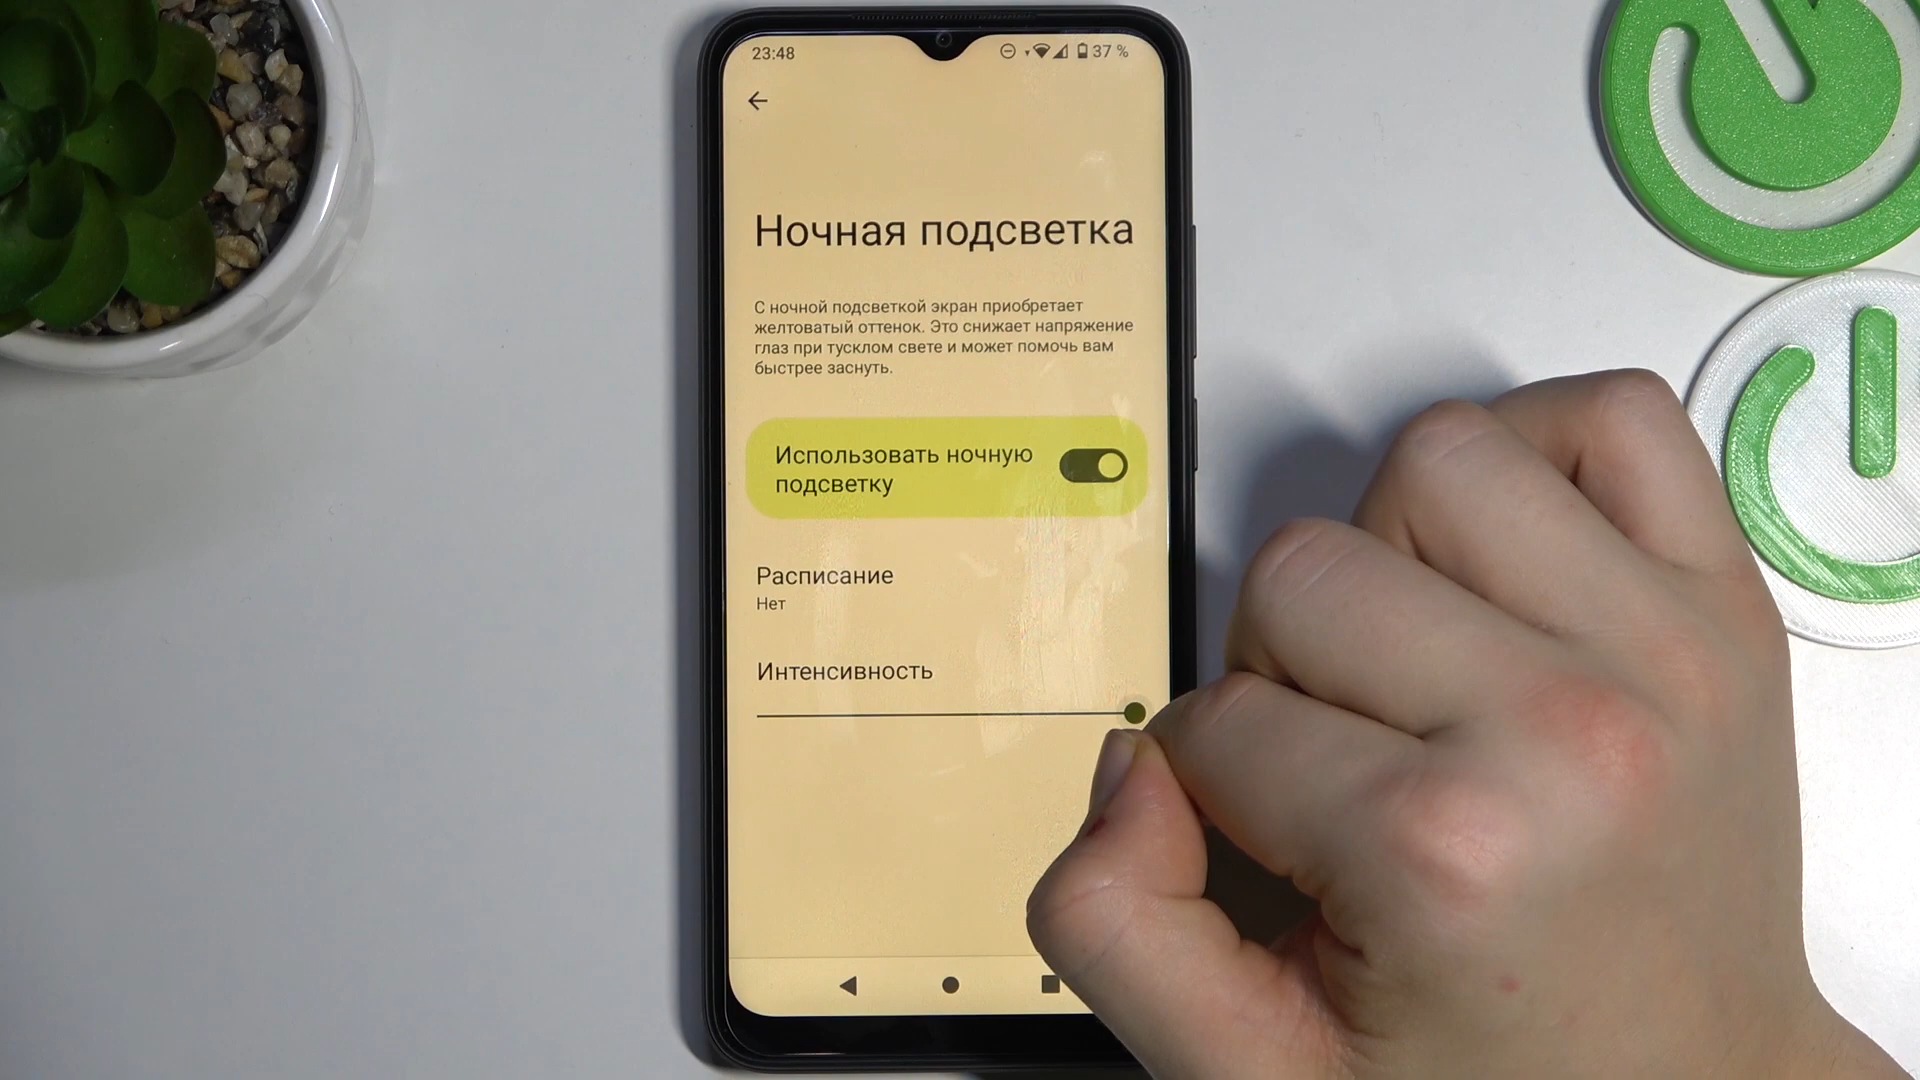 23:48
37 %
Ночная подсветка
С ночной подсветкой экран приобретает
желтоватый оттенок. Это снижает напряжение
глаз при тусклом свете и может помочь вам
быстрее заснуть.
Использовать ночную
подсветку
Расписание
Нет
Интенсивность